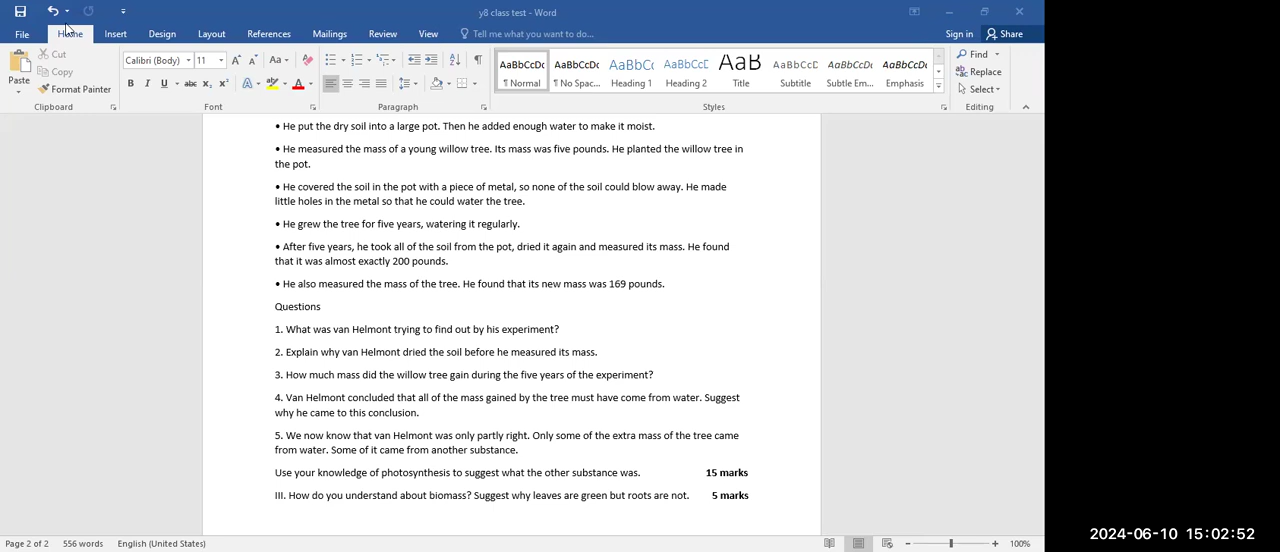 y8 class test - Word
File Home Insert Design Layout References Mailings Review View Tell me what you want to do... Sign in Share
Paste Cut Copy Format Painter
Calibri (Body) 11
AaBbCcDc AaBbCcDc AaBbCc AaBbCcD AaB AaBbCcD AaBbCcDc AaBbCcDc
¶ Normal ¶ No Spac... Heading 1 Heading 2 Title Subtitle Subtle Em... Emphasis
Find
Replace
Select
Clipboard Font Paragraph Styles Editing
• He put the dry soil into a large pot. Then he added enough water to make it moist.
• He measured the mass of a young willow tree. Its mass was five pounds. He planted the willow tree in
the pot.
• He covered the soil in the pot with a piece of metal, so none of the soil could blow away. He made
little holes in the metal so that he could water the tree.
• He grew the tree for five years, watering it regularly.
• After five years, he took all of the soil from the pot, dried it again and measured its mass. He found
that it was almost exactly 200 pounds.
• He also measured the mass of the tree. He found that its new mass was 169 pounds.
Questions
1. What was van Helmont trying to find out by his experiment?
2. Explain why van Helmont dried the soil before he measured its mass.
3. How much mass did the willow tree gain during the five years of the experiment?
4. Van Helmont concluded that all of the mass gained by the tree must have come from water. Suggest
why he came to this conclusion.
5. We now know that van Helmont was only partly right. Only some of the extra mass of the tree came
from water. Some of it came from another substance.
Use your knowledge of photosynthesis to suggest what the other substance was. 15 marks
III. How do you understand about biomass? Suggest why leaves are green but roots are not. 5 marks
Page 2 of 2 556 words English (United States) 100%
2024-06-10 15:02:52